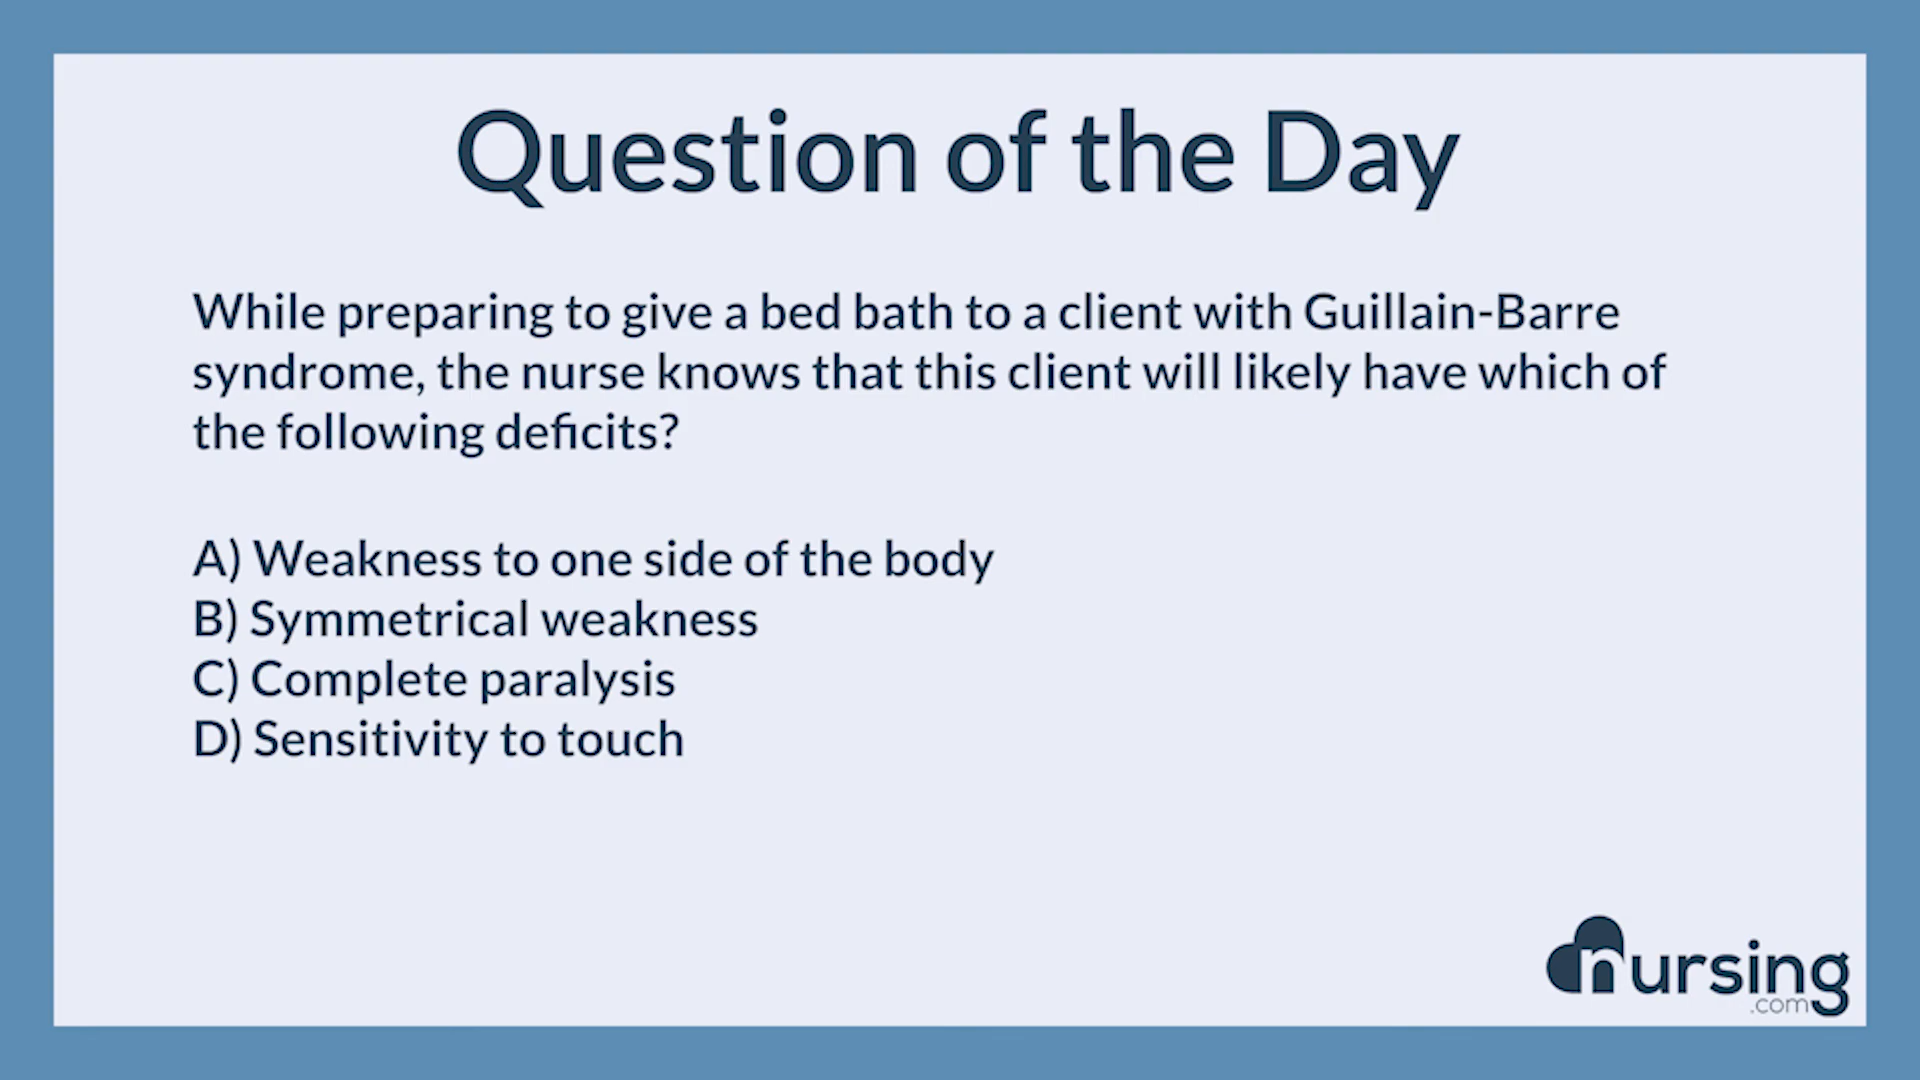 Question of the Day
While preparing to give a bed bath to a client with Guillain-Barre
syndrome, the nurse knows that this client will likely have which of
the following deficits?
A) Weakness to one side of the body
B) Symmetrical weakness
C) Complete paralysis
D) Sensitivity to touch
nursing
.com